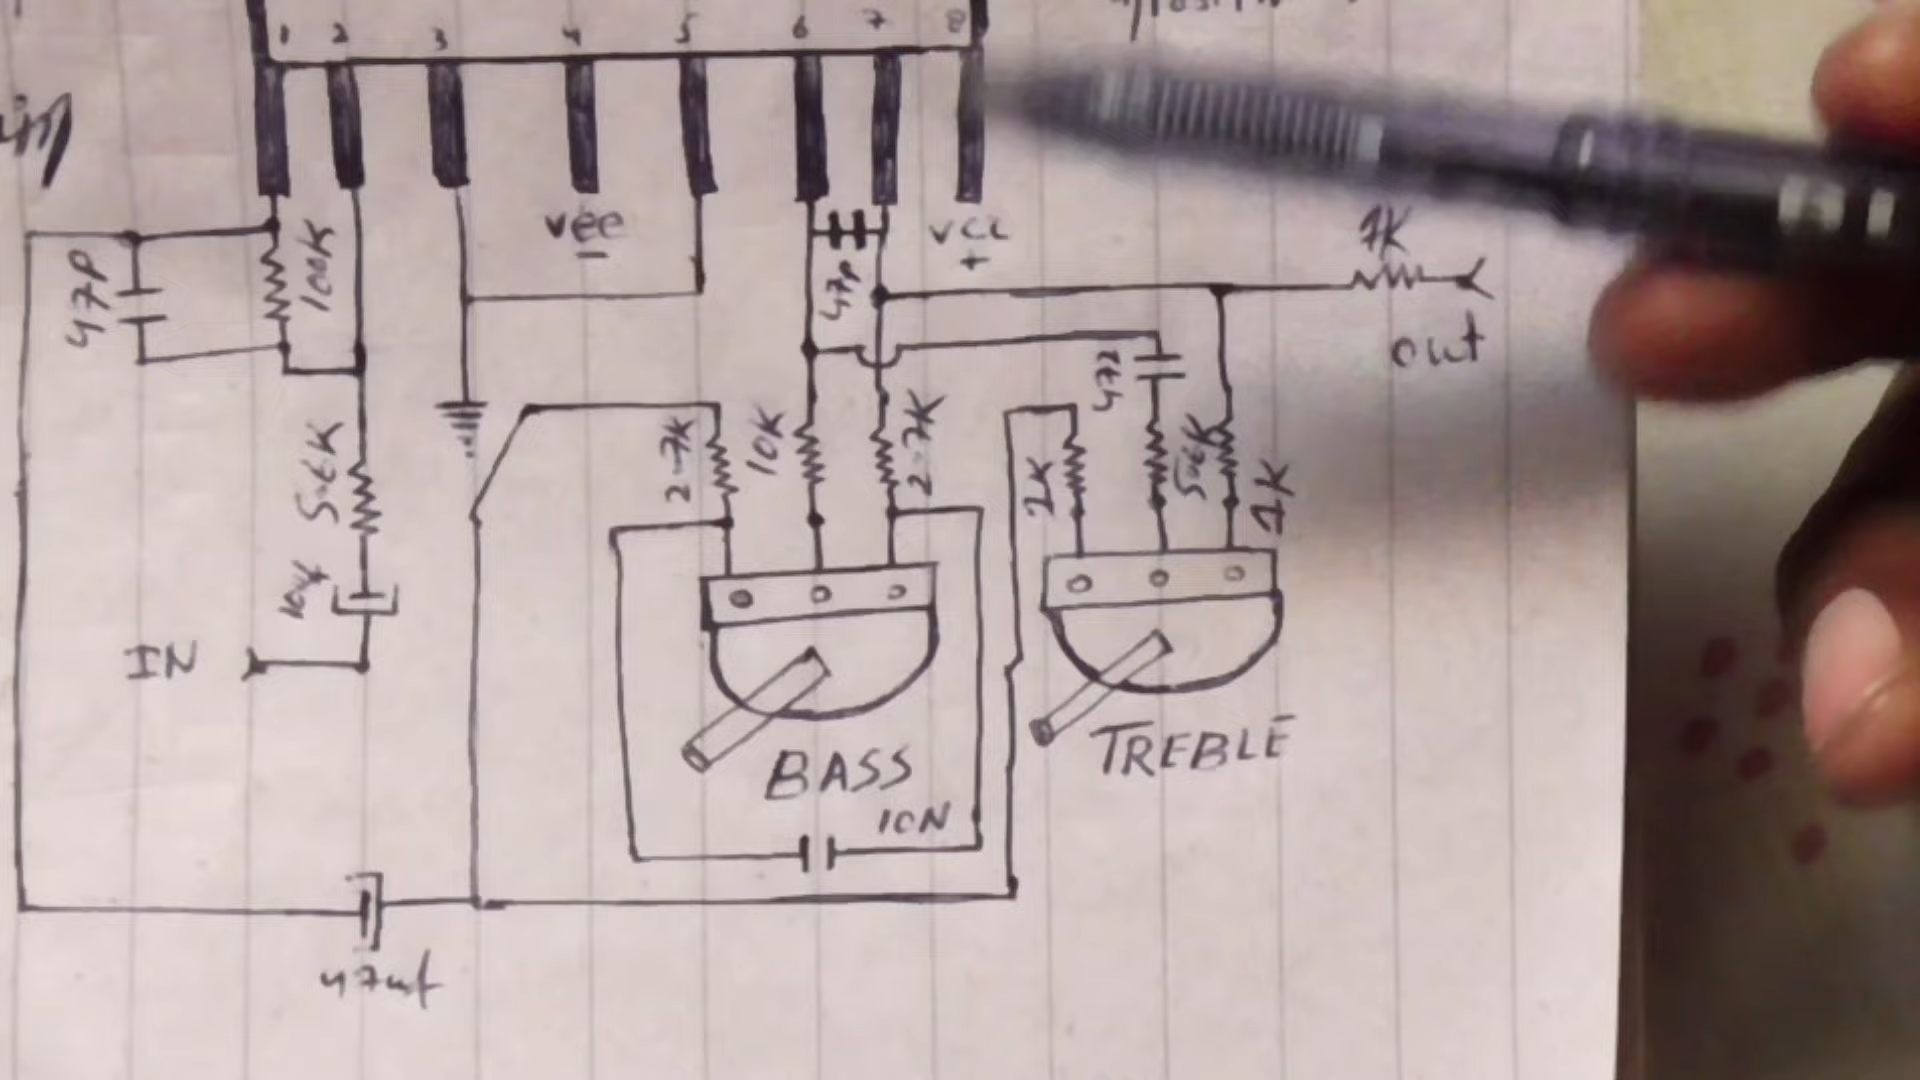 1 2 3 4 5 6 7 8
vee
-
vcc
+
47P
100K
47P
1K
out
472
5.6K
2.7K
10K
2.7K
1K
5.6K
1K
10uf
IN
TREBLE
BASS
10N
47uf